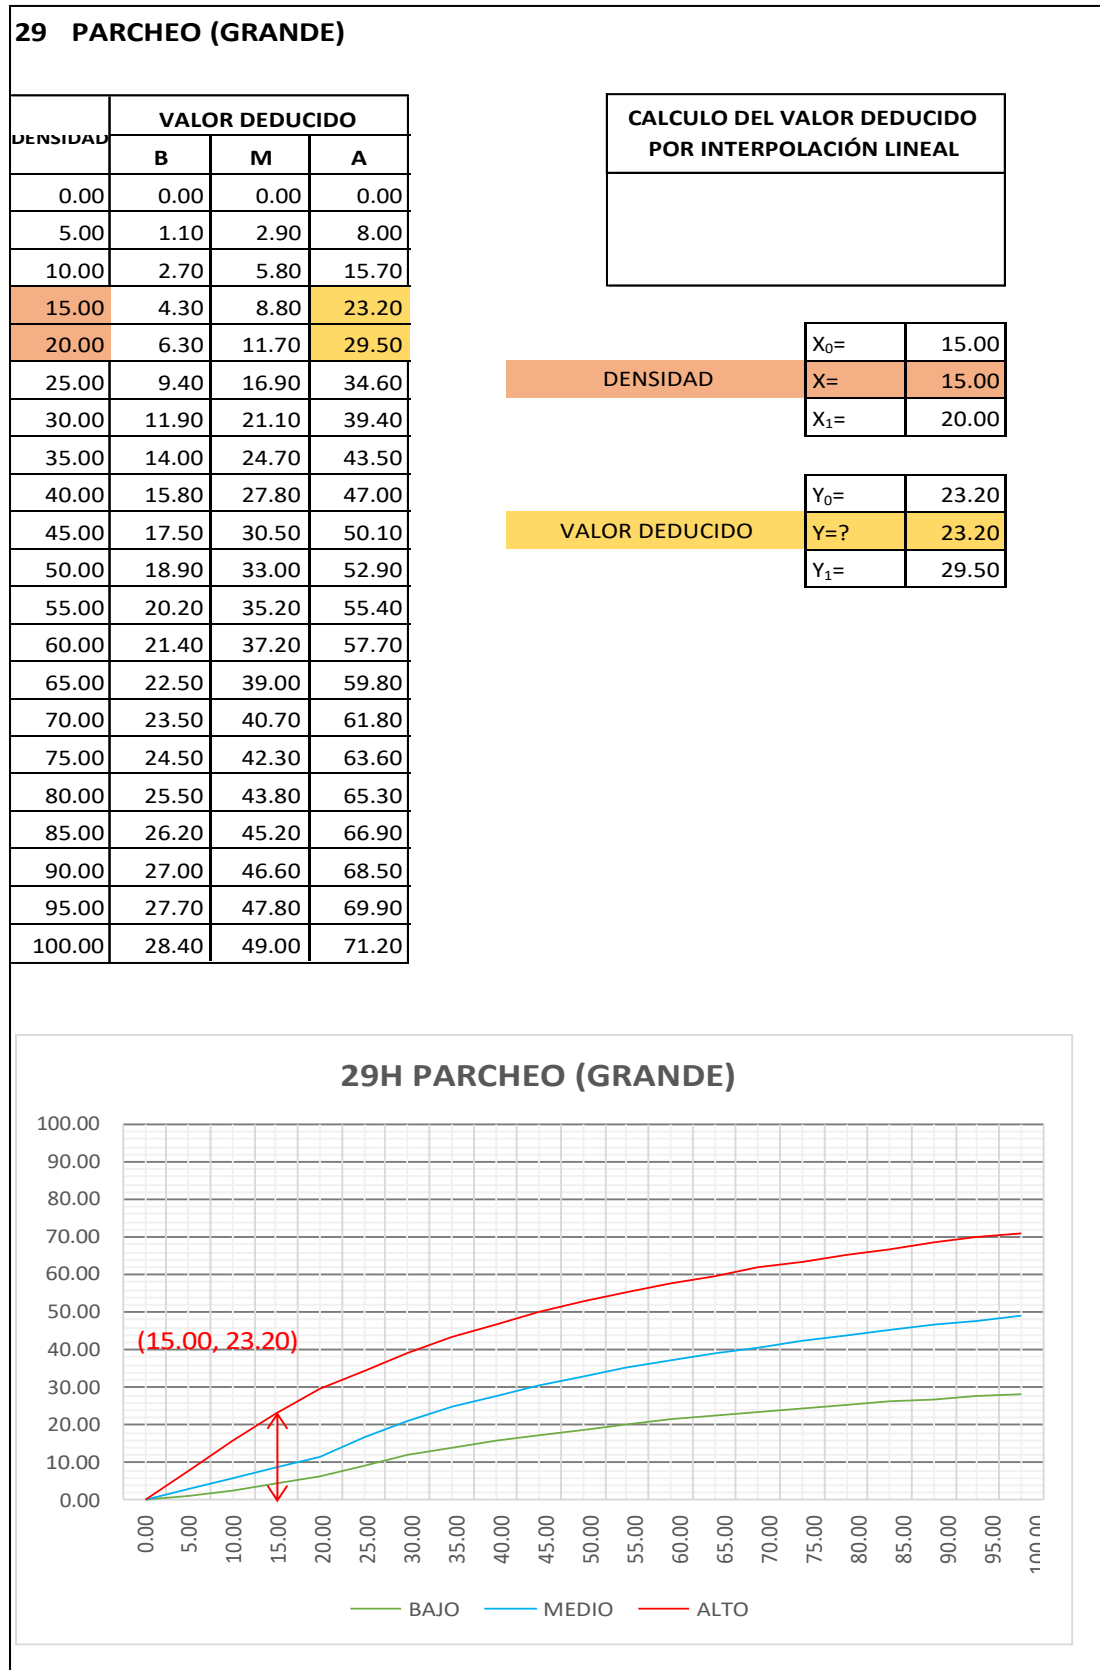 29 PARCHEO (GRANDE)
DENSIDAD VALOR DEDUCIDO
B M A
0.00 0.00 0.00 0.00
5.00 1.10 2.90 8.00
10.00 2.70 5.80 15.70
15.00 4.30 8.80 23.20
20.00 6.30 11.70 29.50
25.00 9.40 16.90 34.60
30.00 11.90 21.10 39.40
35.00 14.00 24.70 43.50
40.00 15.80 27.80 47.00
45.00 17.50 30.50 50.10
50.00 18.90 33.00 52.90
55.00 20.20 35.20 55.40
60.00 21.40 37.20 57.70
65.00 22.50 39.00 59.80
70.00 23.50 40.70 61.80
75.00 24.50 42.30 63.60
80.00 25.50 43.80 65.30
85.00 26.20 45.20 66.90
90.00 27.00 46.60 68.50
95.00 27.70 47.80 69.90
100.00 28.40 49.00 71.20
CALCULO DEL VALOR DEDUCIDO
POR INTERPOLACIÓN LINEAL
X₀= 15.00
DENSIDAD X= 15.00
X₁= 20.00
Y₀= 23.20
VALOR DEDUCIDO Y=? 23.20
Y₁= 29.50
29H PARCHEO (GRANDE)
100.00
90.00
80.00
70.00
60.00
50.00
40.00
30.00
20.00
10.00
0.00
(15.00, 23.20)
0.00 5.00 10.00 15.00 20.00 25.00 30.00 35.00 40.00 45.00 50.00 55.00 60.00 65.00 70.00 75.00 80.00 85.00 90.00 95.00 100.00
BAJO MEDIO ALTO